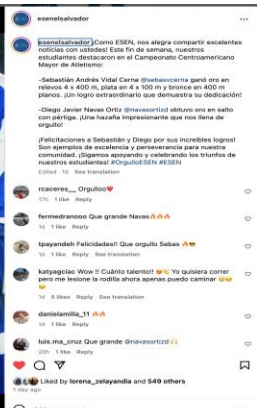 esenelsalvador
esenelsalvador ¡Como ESEN, nos alegra compartir excelentes
noticias con ustedes! Este fin de semana, nuestros
estudiantes destacaron en el Campeonato Centroamericano
Mayor de Atletismo:
-Sebastián Andrés Vidal Cerna @sebasvcerna ganó oro en
relevos 4 x 400 m, plata en 4 x 100 m y bronce en 400 m
planos. ¡Un logro extraordinario que demuestra su dedicación!
-Diego Javier Navas Ortiz @navasortizd obtuvo oro en salto
con pértiga. ¡Una hazaña impresionante que nos llena de
orgullo!
¡Felicitaciones a Sebastián y Diego por sus increíbles logros!
Son ejemplos de excelencia y perseverancia para nuestra
comunidad. ¡Sigamos apoyando y celebrando los triunfos de
nuestros estudiantes! #OrgulloESEN #ESEN
Edited · 1d See translation
rcaceres__ Orgulloo❤️
17h 1 like Reply
fermedranooo Que grande Navas🔥🔥🔥
1d 1 like Reply
tpayandeh Felicidades!! Que orgullo Sebas 🔥😎
1d 1 like Reply See translation
katyagciac Wow !! Cuánto talento!! Yo quisiera correr
pero me lesione la rodilla ahora apenas puedo caminar
1d 5 likes Reply See translation
danielamilla_11 🔥🔥
1d 1 like Reply
luis.ma_cruz Que grande @navasortizd
20h 1 like Reply
Liked by lorena_zelayandia and 549 others
1 day ago